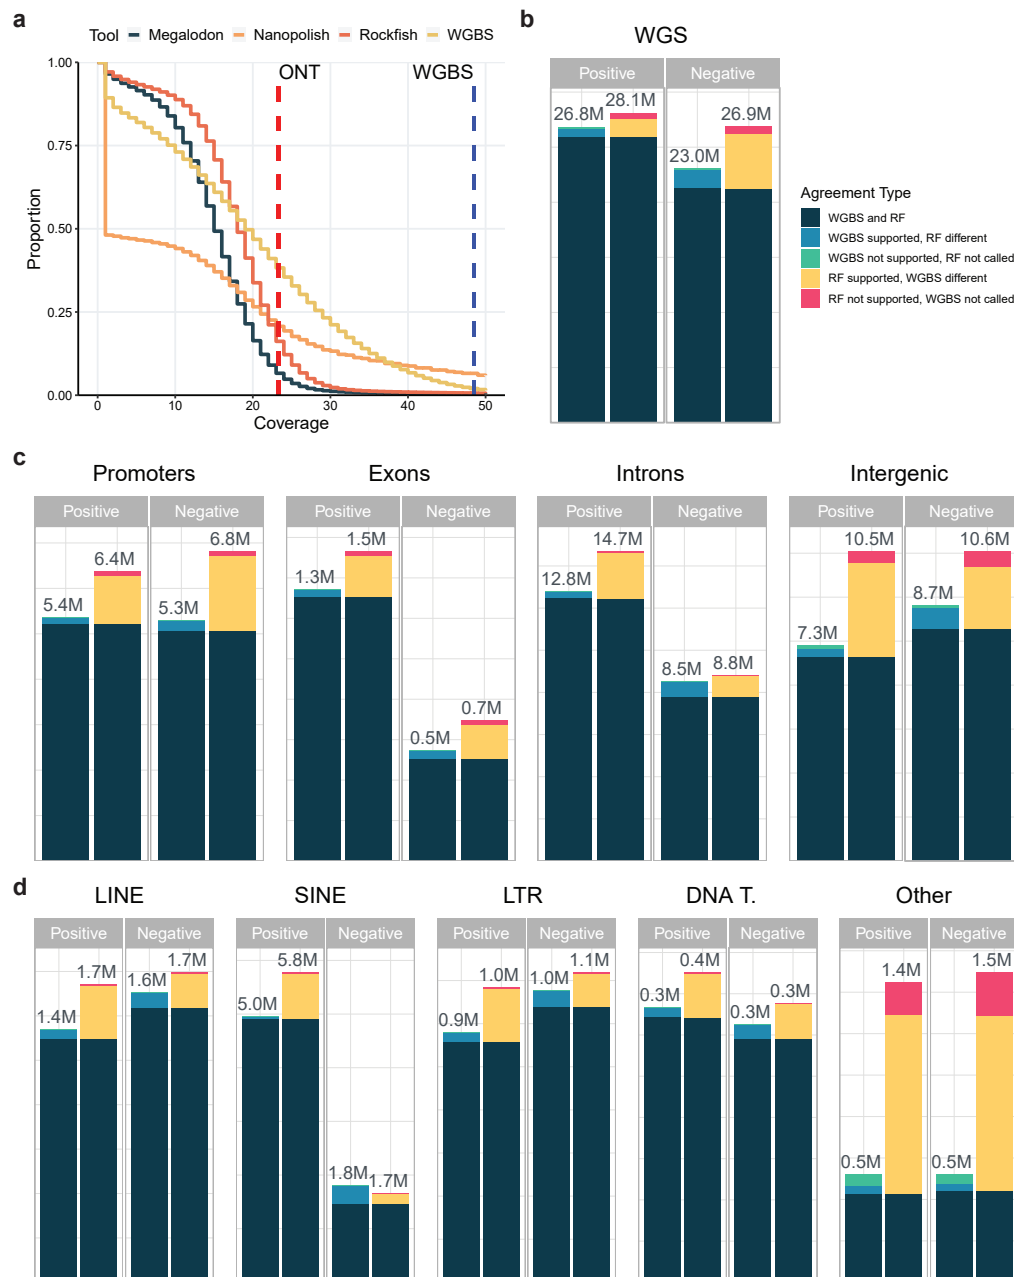 a
Tool Megalodon Nanopolish Rockfish WGBS
ONT WGBS
1.00
0.75
0.50
0.25
0.00
Proportion
0 10 20 30 40 50
Coverage
b
WGS
Positive Negative
26.8M 28.1M 23.0M 26.9M
Agreement Type
WGBS and RF
WGBS supported, RF different
WGBS not supported, RF not called
RF supported, WGBS different
RF not supported, WGBS not called
c
Promoters Exons Introns Intergenic
Positive Negative Positive Negative Positive Negative Positive Negative
5.4M 6.4M 5.3M 6.8M 1.3M 1.5M 0.5M 0.7M 12.8M 14.7M 8.5M 8.8M 7.3M 10.5M 8.7M 10.6M
d
LINE SINE LTR DNA T. Other
Positive Negative Positive Negative Positive Negative Positive Negative Positive Negative
1.4M 1.7M 1.6M 1.7M 5.0M 5.8M 1.8M 1.7M 0.9M 1.0M 1.0M 1.1M 0.3M 0.4M 0.3M 0.3M 0.5M 1.4M 0.5M 1.5M